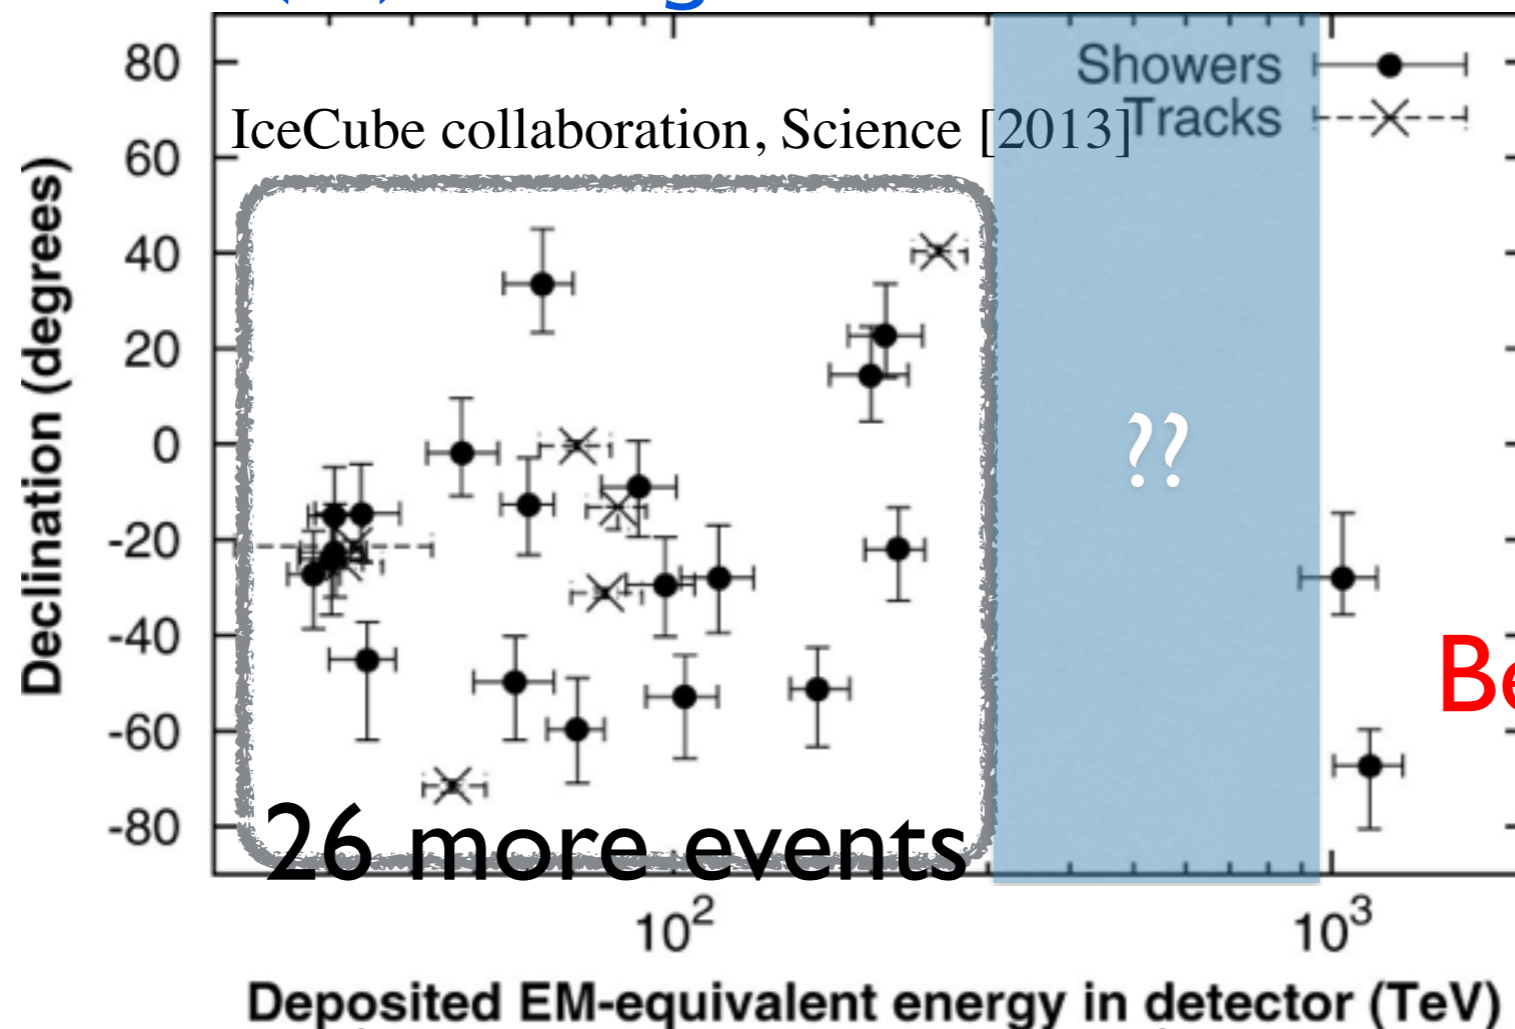 80
Showers
IceCube collaboration, Science [2013]
Tracks
60
40
20
0
??
-20
-40
-60
-80
26 more events
Declination (degrees)
10²
10³
Deposited EM-equivalent energy in detector (TeV)